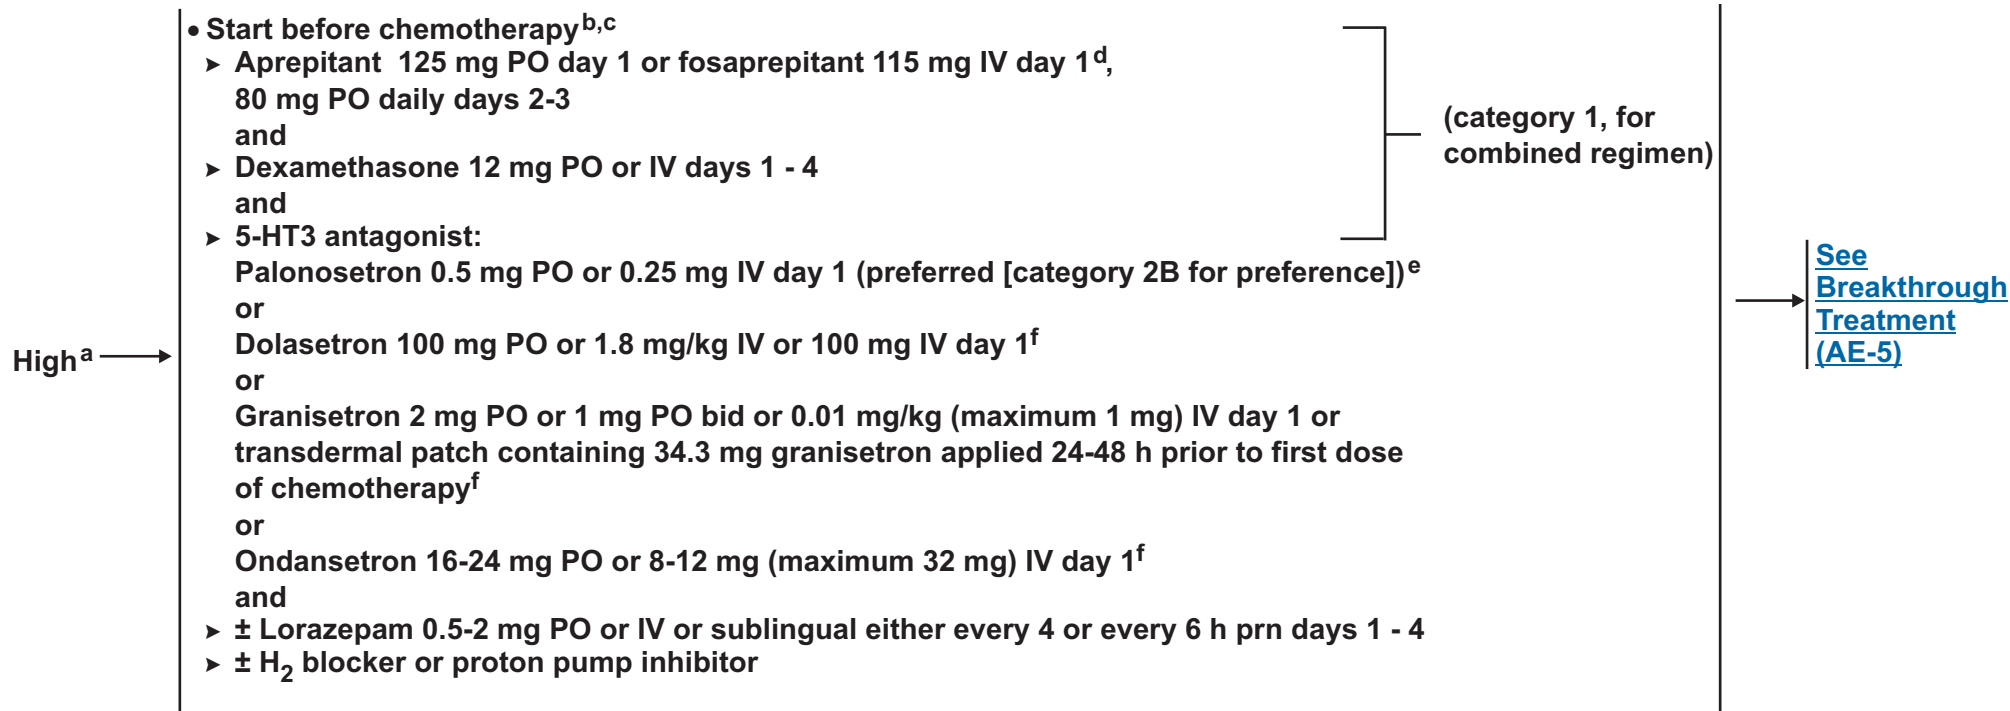 • Start before chemotherapy b,c
➤ Aprepitant 125 mg PO day 1 or fosaprepitant 115 mg IV day 1 d,
80 mg PO daily days 2-3
and
➤ Dexamethasone 12 mg PO or IV days 1 - 4
and
➤ 5-HT3 antagonist:
Palonosetron 0.5 mg PO or 0.25 mg IV day 1 (preferred [category 2B for preference]) e
or
Dolasetron 100 mg PO or 1.8 mg/kg IV or 100 mg IV day 1 f
or
Granisetron 2 mg PO or 1 mg PO bid or 0.01 mg/kg (maximum 1 mg) IV day 1 or
transdermal patch containing 34.3 mg granisetron applied 24-48 h prior to first dose
of chemotherapy f
or
Ondansetron 16-24 mg PO or 8-12 mg (maximum 32 mg) IV day 1 f
and
➤ ± Lorazepam 0.5-2 mg PO or IV or sublingual either every 4 or every 6 h prn days 1 - 4
➤ ± H2 blocker or proton pump inhibitor
High a
(category 1, for
combined regimen)
See
Breakthrough
Treatment
(AE-5)